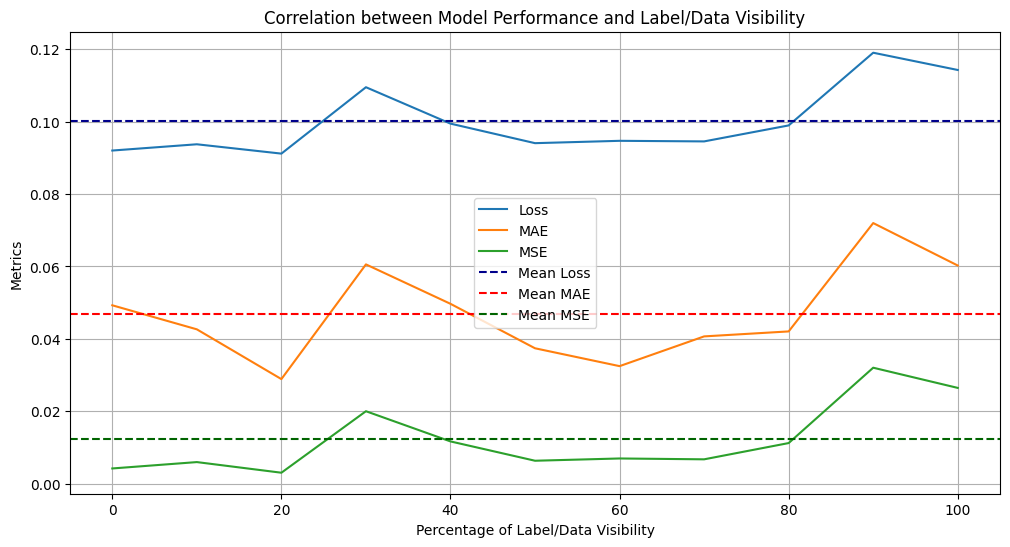 Correlation between Model Performance and Label/Data Visibility
Metrics
0.12
0.10
0.08
0.06
0.04
0.02
0.00
Loss
MAE
MSE
Mean Loss
Mean MAE
Mean MSE
0 20 40 60 80 100
Percentage of Label/Data Visibility